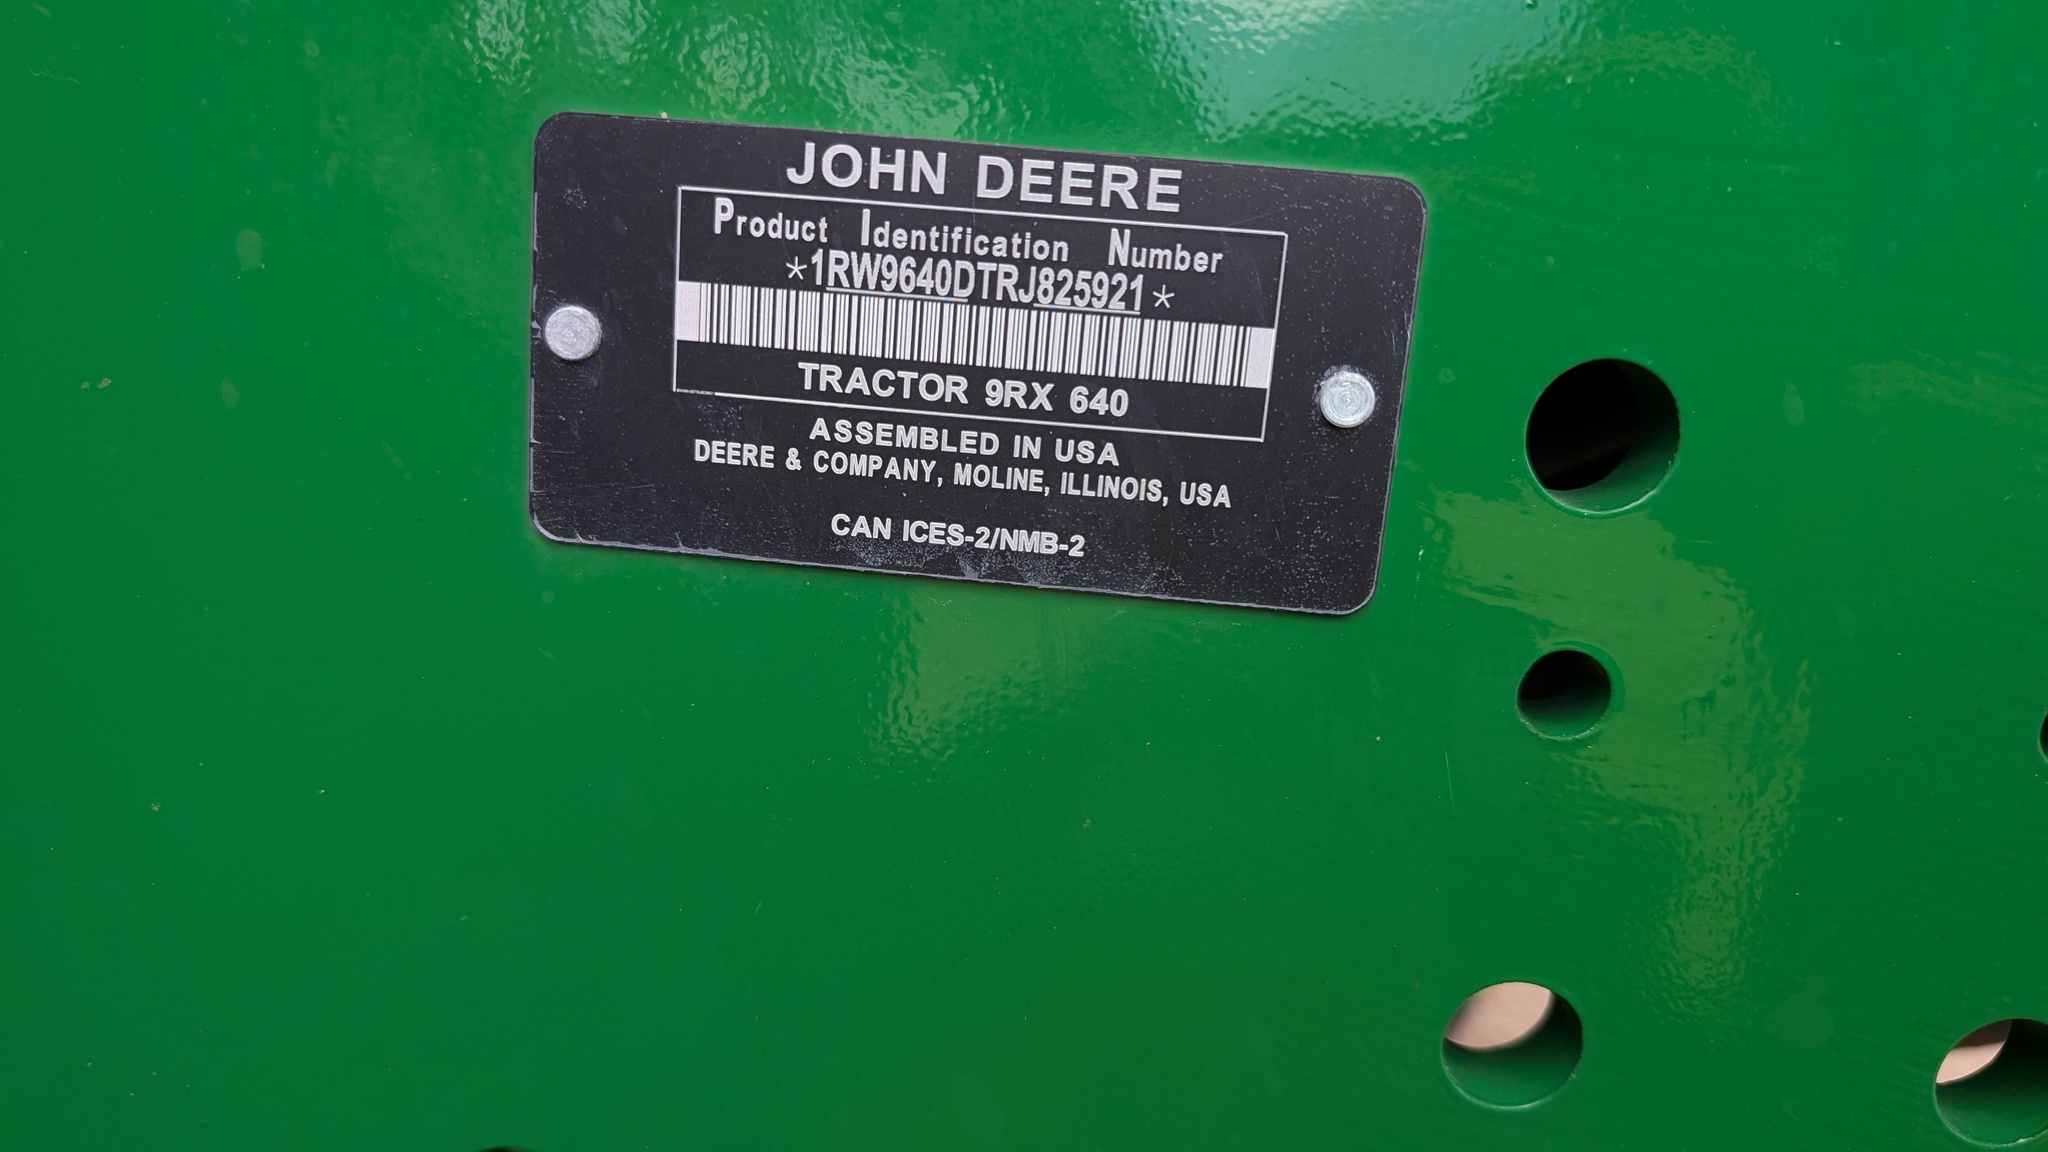 JOHN DEERE
Product Identification Number
*1RW9640DTRJ825921*
TRACTOR 9RX 640
ASSEMBLED IN USA
DEERE & COMPANY, MOLINE, ILLINOIS, USA
CAN ICES-2/NMB-2